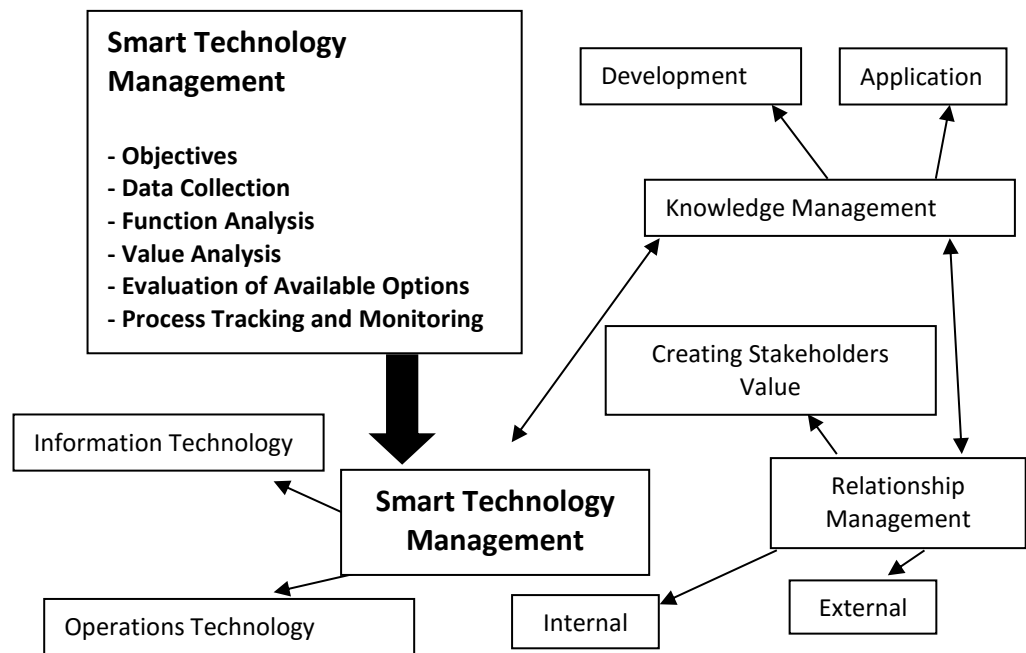 Smart Technology
Management
- Objectives
- Data Collection
- Function Analysis
- Value Analysis
- Evaluation of Available Options
- Process Tracking and Monitoring
Development
Application
Knowledge Management
Creating Stakeholders
Value
Information Technology
Smart Technology
Management
Relationship
Management
Operations Technology
Internal
External